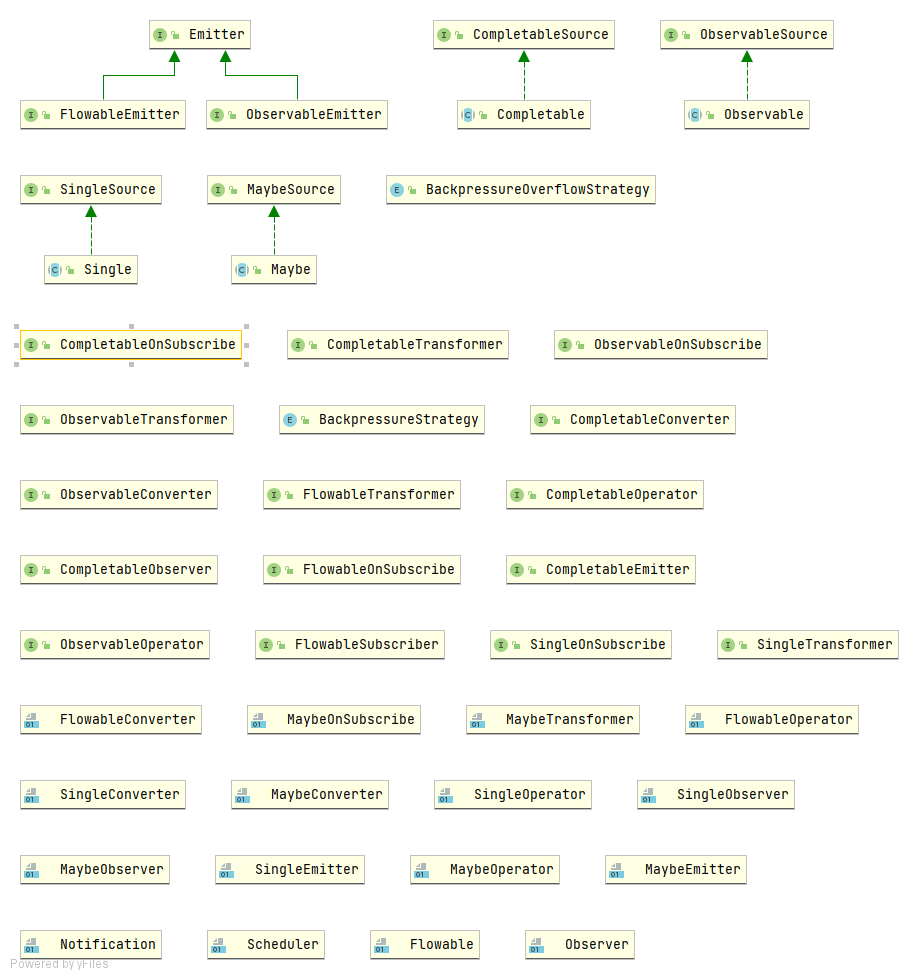 Emitter CompletableSource ObservableSource
FlowableEmitter ObservableEmitter Completable Observable
SingleSource MaybeSource BackpressureOverflowStrategy
Single Maybe
CompletableOnSubscribe CompletableTransformer ObservableOnSubscribe
ObservableTransformer BackpressureStrategy CompletableConverter
ObservableConverter FlowableTransformer CompletableOperator
CompletableObserver FlowableOnSubscribe CompletableEmitter
ObservableOperator FlowableSubscriber SingleOnSubscribe SingleTransformer
FlowableConverter MaybeOnSubscribe MaybeTransformer FlowableOperator
SingleConverter MaybeConverter SingleOperator SingleObserver
MaybeObserver SingleEmitter MaybeOperator MaybeEmitter
Notification Scheduler Flowable Observer
Powered by yFiles